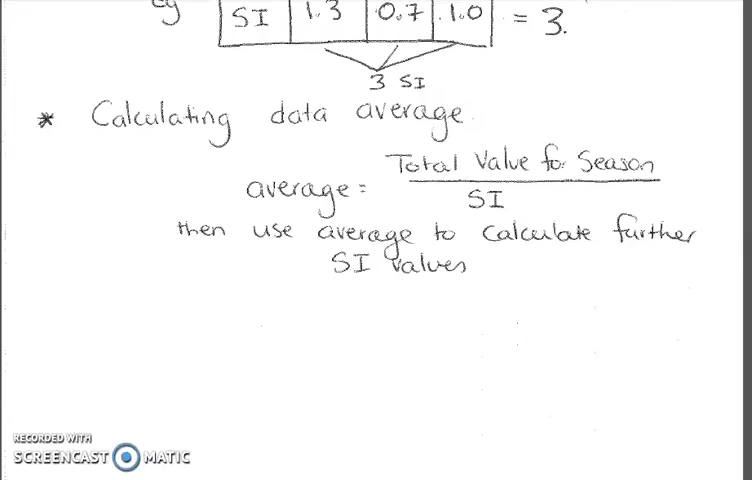 eg SI 1.3 0.7 1.0 = 3.
3 SI
* Calculating data average.
average = Total Value for Season / SI
then use average to calculate further
SI values
RECORDED WITH
SCREENCAST MATIC